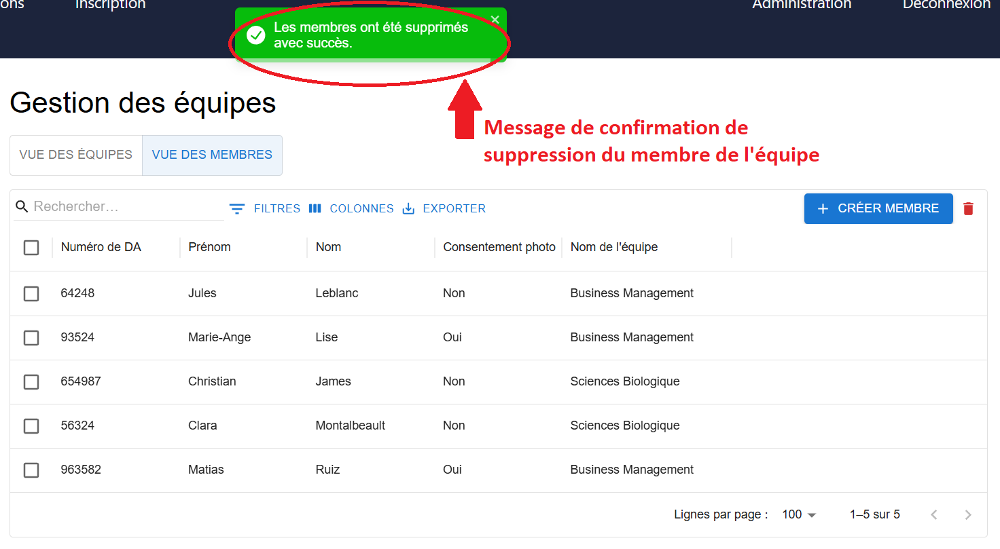 ons Inscription Administration Déconnexion
Les membres ont été supprimés
avec succès.
Gestion des équipes
Message de confirmation de
suppression du membre de l'équipe
VUE DES ÉQUIPES VUE DES MEMBRES
Rechercher… FILTRES COLONNES EXPORTER CRÉER MEMBRE
Numéro de DA Prénom Nom Consentement photo Nom de l'équipe
64248 Jules Leblanc Non Business Management
93524 Marie-Ange Lise Oui Business Management
654987 Christian James Non Sciences Biologique
56324 Clara Montalbeault Non Sciences Biologique
963582 Matias Ruiz Oui Business Management
Lignes par page : 100 1–5 sur 5